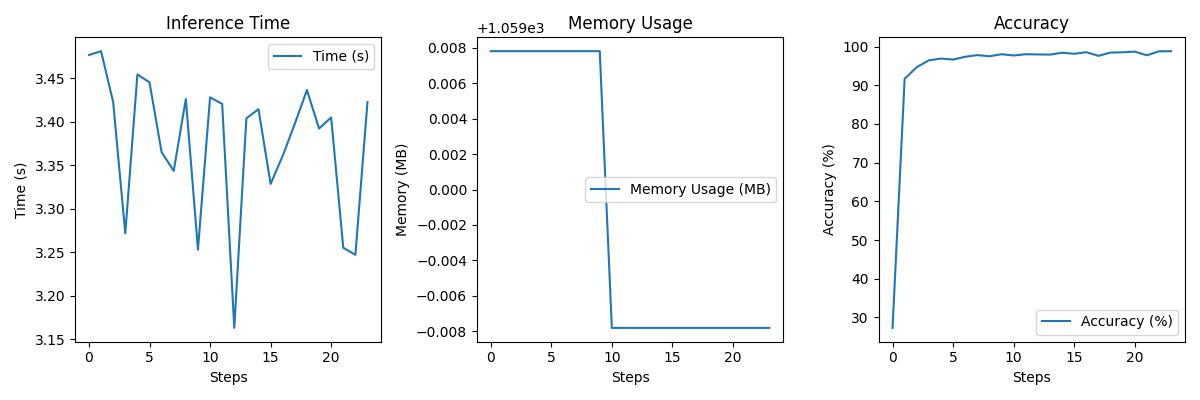 Inference Time
Time (s)
3.45
3.40
3.35
3.30
3.25
3.20
3.15
Time (s)
0 5 10 15 20
Steps
+1.059e3
Memory Usage
0.008
0.006
0.004
0.002
0.000
−0.002
−0.004
−0.006
−0.008
Memory (MB)
Memory Usage (MB)
0 5 10 15 20
Steps
Accuracy
100
90
80
70
60
50
40
30
Accuracy (%)
Accuracy (%)
0 5 10 15 20
Steps